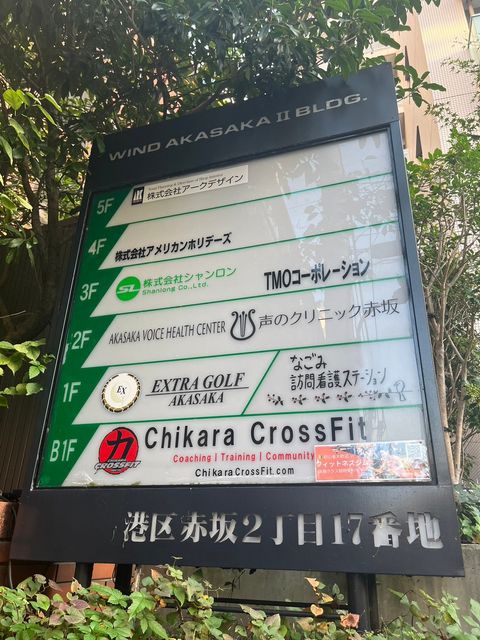 WIND AKASAKA II BLDG.
5F
株式会社アークデザイン
4F
株式会社アメリカンホリデーズ
3F
SL 株式会社シャンロン
Shanlong Co.,Ltd.
TMOコーポレーション
2F
AKASAKA VOICE HEALTH CENTER 声のクリニック赤坂
1F
EX EXTRA GOLF
AKASAKA
なごみ
訪問看護ステーション
B1F
力
CROSSFIT
Chikara CrossFit
Coaching | Training | Community
ChikaraCrossFit.com
港区赤坂2丁目17番地